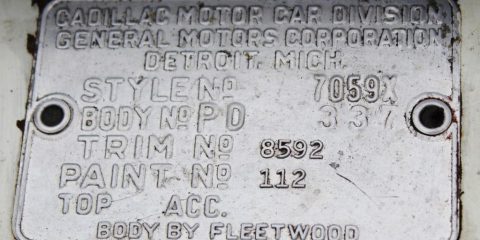 CADILLAC MOTOR CAR DIVISION
GENERAL MOTORS CORPORATION
DETROIT, MICH.
STYLE Nº 7059X
BODY Nº P D 337
TRIM Nº 8592
PAINT Nº 112
TOP ACC.
BODY BY FLEETWOOD